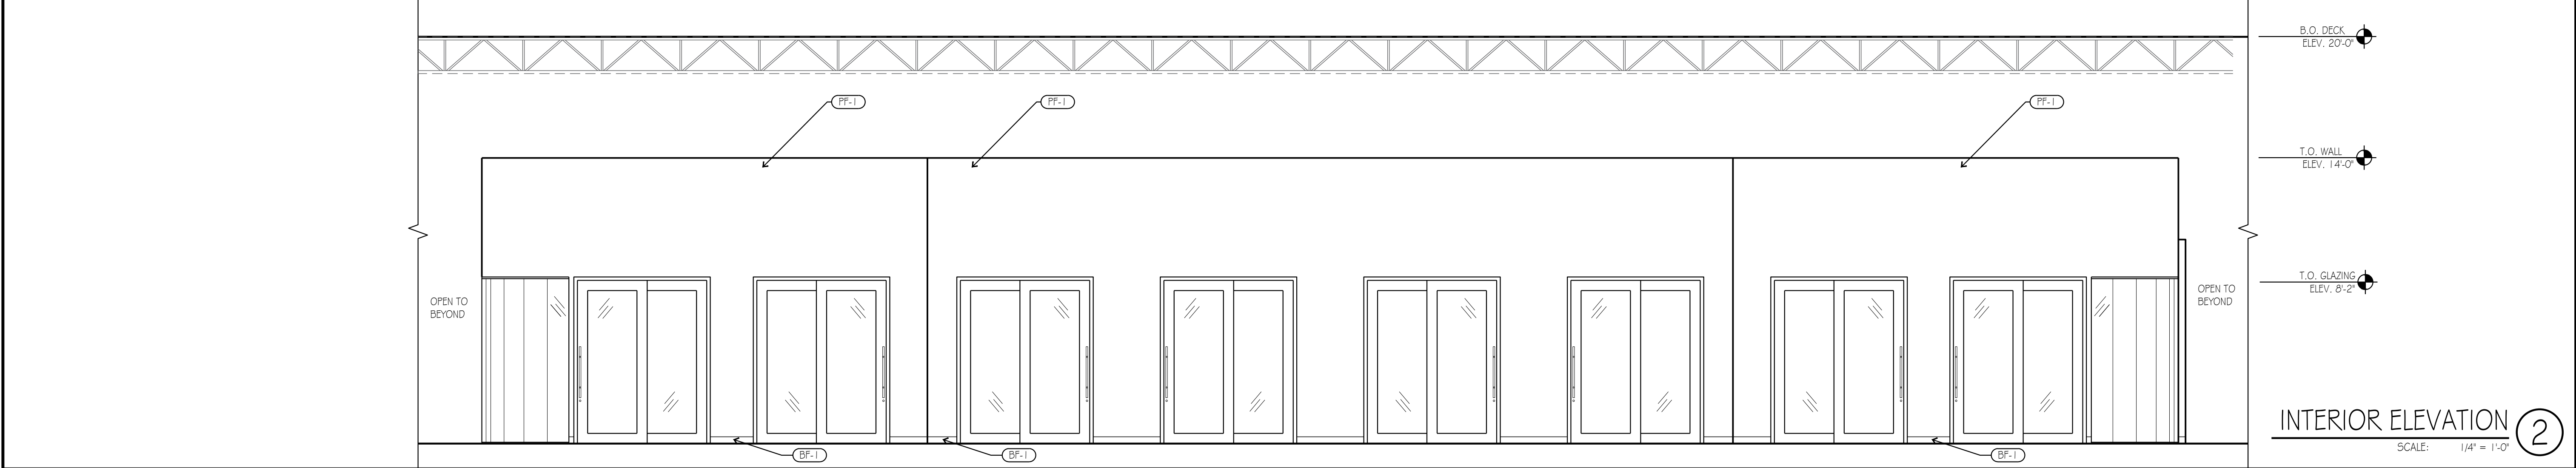 B.O. DECK
ELEV. 20'-0"
PF-1
PF-1
PF-1
T.O. WALL
ELEV. 14'-0"
OPEN TO
BEYOND
OPEN TO
BEYOND
T.O. GLAZING
ELEV. 8'-2"
BF-1
BF-1
BF-1
INTERIOR ELEVATION
2
SCALE: 1/4" = 1'-0"